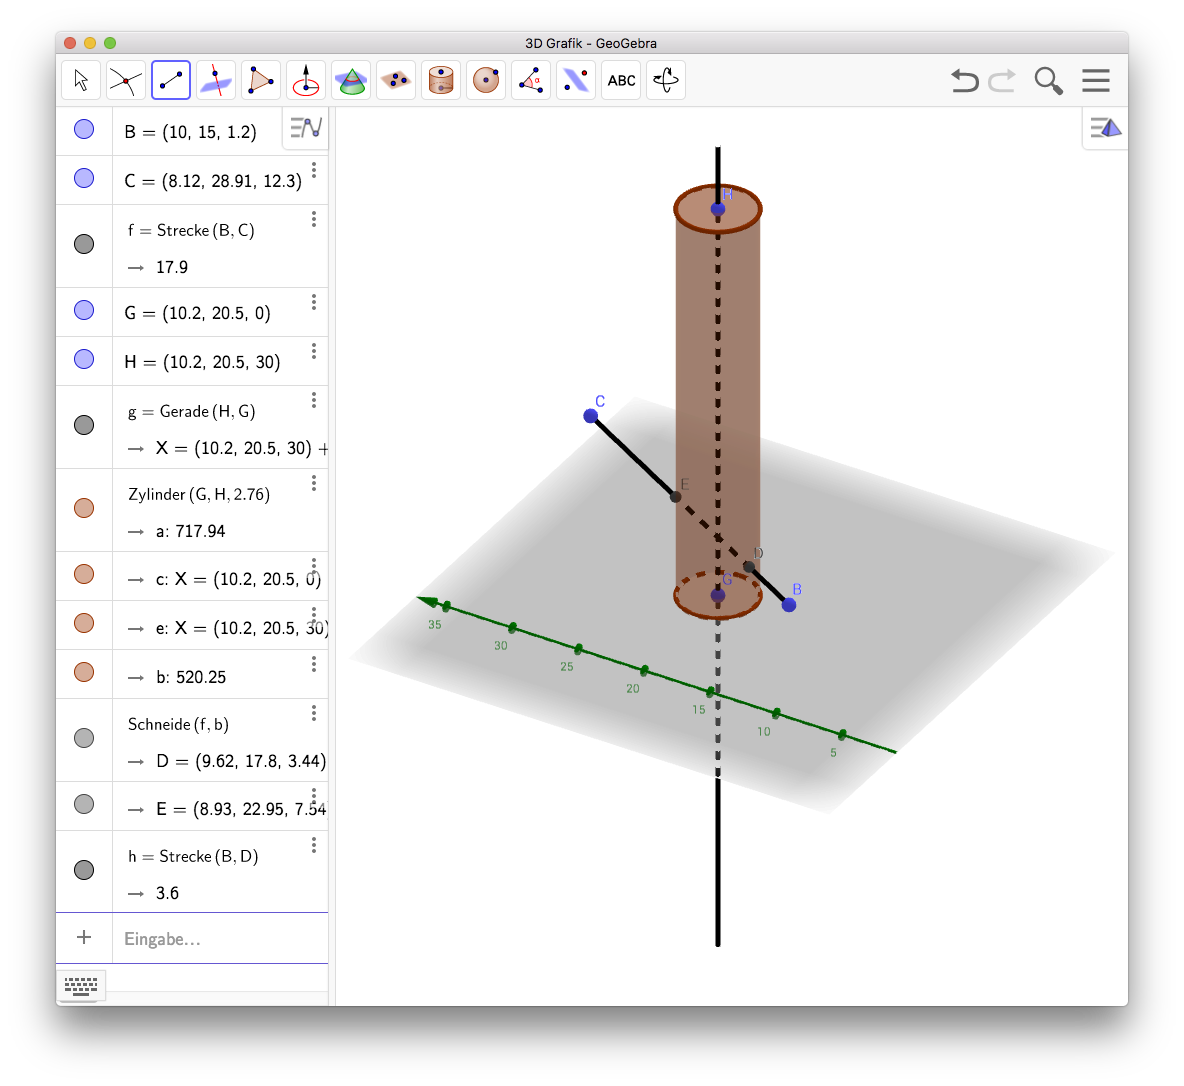 3D Grafik - GeoGebra
ABC
B = (10, 15, 1.2)
C = (8.12, 28.91, 12.3)
f = Strecke (B, C)
→ 17.9
G = (10.2, 20.5, 0)
H = (10.2, 20.5, 30)
g = Gerade (H, G)
→ X = (10.2, 20.5, 30) +
Zylinder (G, H, 2.76)
→ a: 717.94
→ c: X = (10.2, 20.5, 0)
→ e: X = (10.2, 20.5, 30)
→ b: 520.25
Schneide (f, b)
→ D = (9.62, 17.8, 3.44)
→ E = (8.93, 22.95, 7.54
h = Strecke (B, D)
→ 3.6
+ Eingabe…
H
C
E
D
G
B
35
30
25
20
15
10
5
α